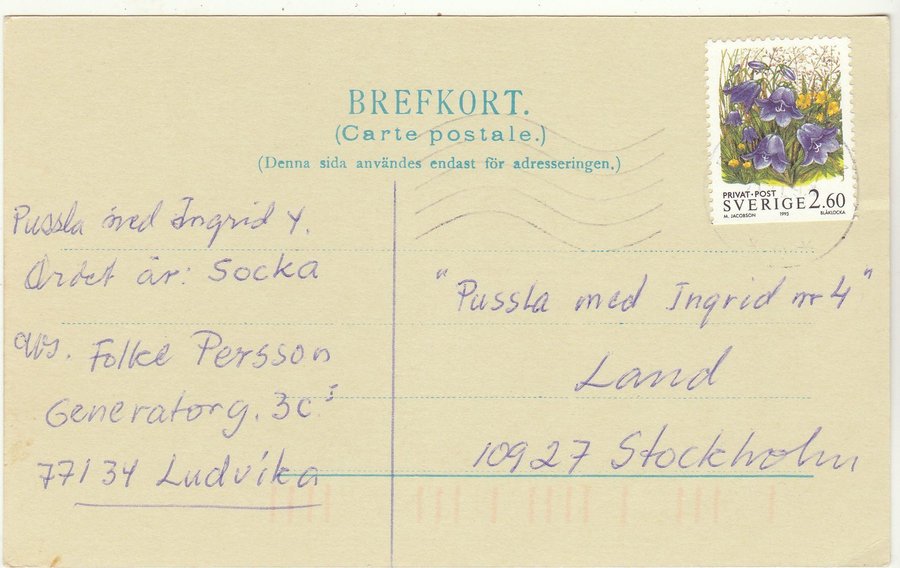 BREFKORT.
(Carte postale.)
(Denna sida användes endast för adresseringen.)
PRIVAT·POST
SVERIGE 2.60
M. JACOBSON 1993 BLÅKLOCKA
Pussla med Ingrid 4.
Ordet är: Socka
avs. Folke Persson
Generatorg. 3C I
77134 Ludvika
"Pussla med Ingrid nr 4"
Land
10927 Stockholm